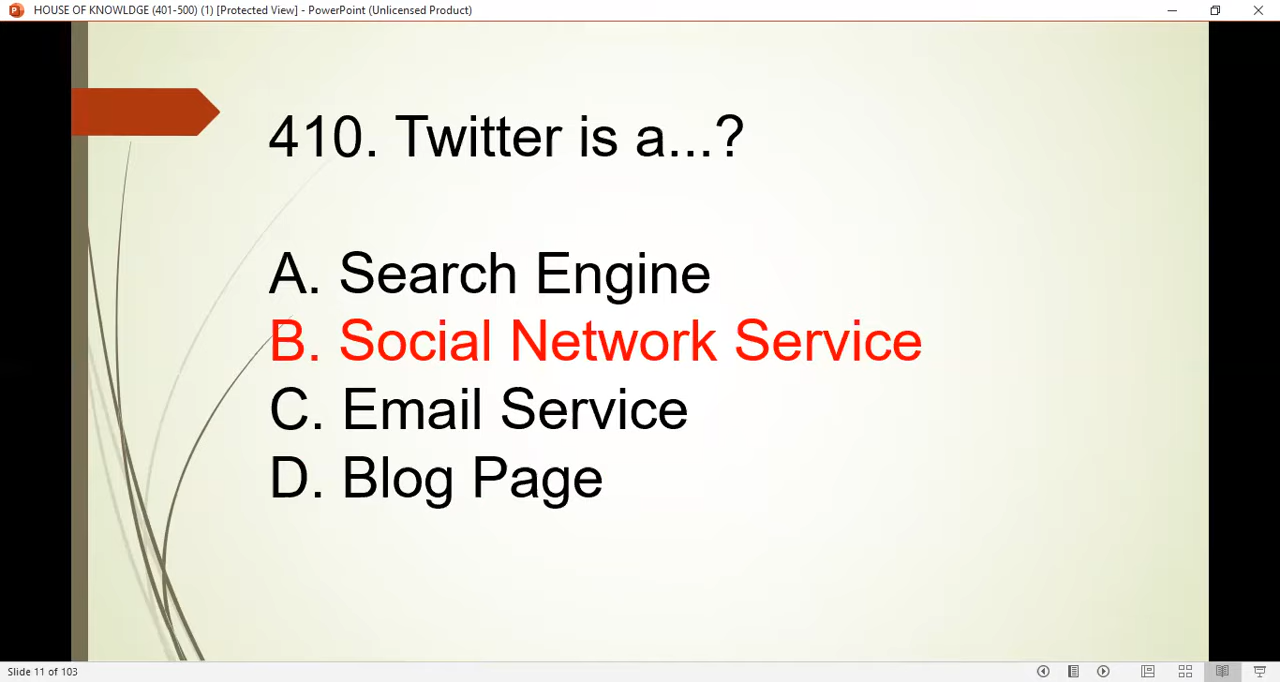 HOUSE OF KNOWLDGE (401-500) (1) [Protected View] - PowerPoint (Unlicensed Product)
410. Twitter is a...?
A. Search Engine
B. Social Network Service
C. Email Service
D. Blog Page
Slide 11 of 103